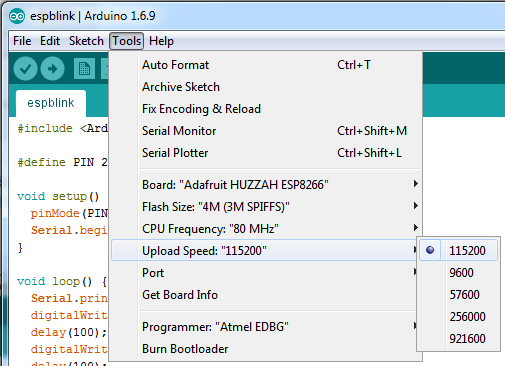 espblink | Arduino 1.6.9
File Edit Sketch Tools Help
Auto Format Ctrl+T
Archive Sketch
Fix Encoding & Reload
Serial Monitor Ctrl+Shift+M
Serial Plotter Ctrl+Shift+L
Board: "Adafruit HUZZAH ESP8266"
Flash Size: "4M (3M SPIFFS)"
CPU Frequency: "80 MHz"
Upload Speed: "115200"
Port
Get Board Info
Programmer: "Atmel EDBG"
Burn Bootloader
115200
9600
57600
256000
921600
espblink
#include <Ard
#define PIN 2
void setup()
pinMode(PIN
Serial.begi
}
void loop() {
Serial.prin
digitalWrit
delay(100);
digitalWrit
delay(100);